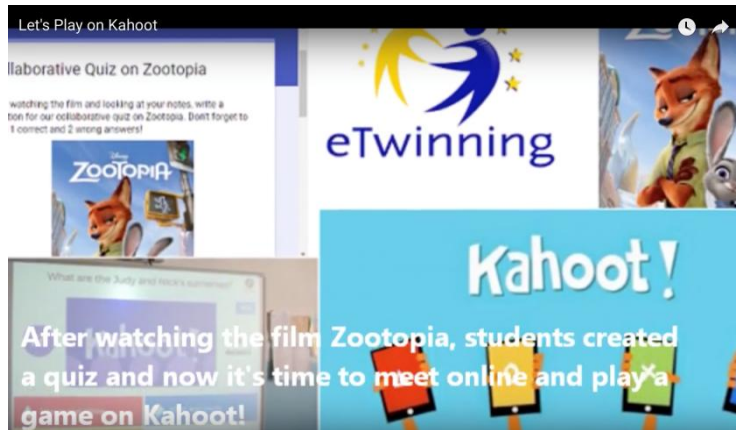 Let's Play on Kahoot
llaborative Quiz on Zootopia
watching the film and looking at your notes, write a
tion for our collaborative quiz on Zootopia. Don't forget to
1 correct and 2 wrong answers!
Disney
ZOOTOPIA
eTwinning
Kahoot!
What are the Judy and Nick's surnames?
Kahoot!
After watching the film Zootopia, students created
a quiz and now it's time to meet online and play a
game on Kahoot!